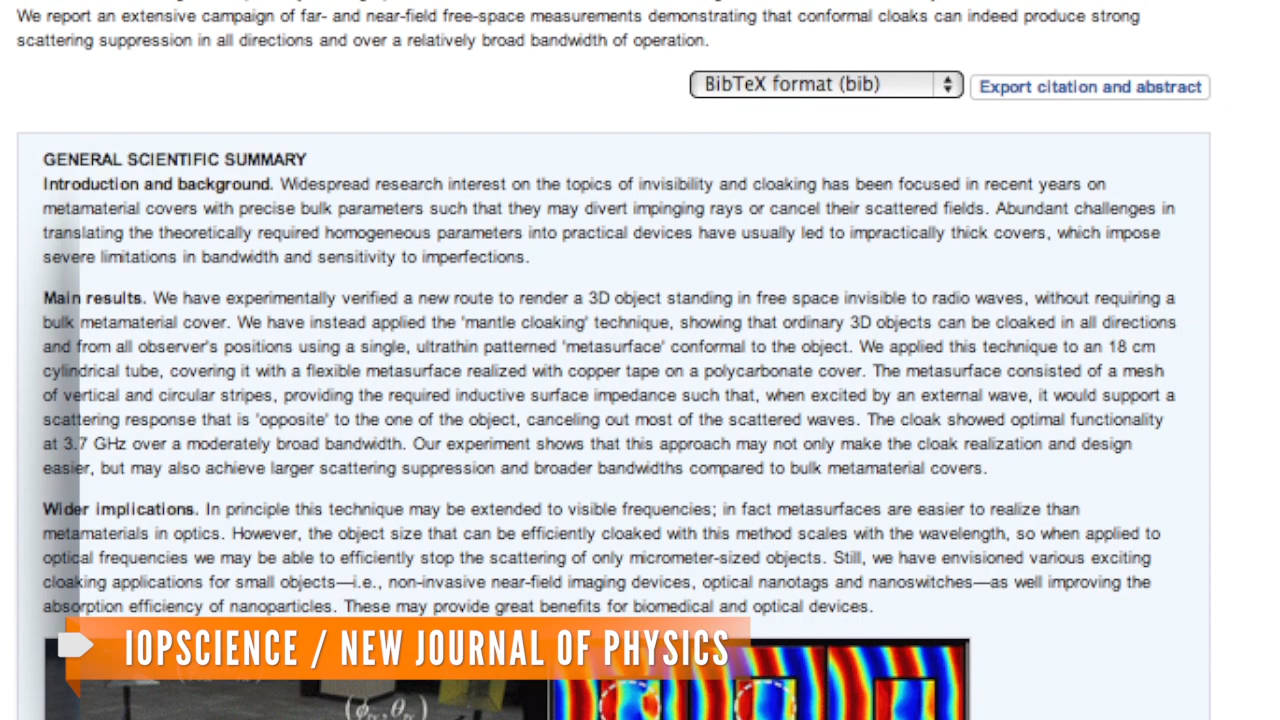 We report an extensive campaign of far- and near-field free-space measurements demonstrating that conformal cloaks can indeed produce strong
scattering suppression in all directions and over a relatively broad bandwidth of operation.
BibTeX format (bib)
Export citation and abstract
GENERAL SCIENTIFIC SUMMARY
Introduction and background. Widespread research interest on the topics of invisibility and cloaking has been focused in recent years on
metamaterial covers with precise bulk parameters such that they may divert impinging rays or cancel their scattered fields. Abundant challenges in
translating the theoretically required homogeneous parameters into practical devices have usually led to impractically thick covers, which impose
severe limitations in bandwidth and sensitivity to imperfections.
Main results. We have experimentally verified a new route to render a 3D object standing in free space invisible to radio waves, without requiring a
bulk metamaterial cover. We have instead applied the 'mantle cloaking' technique, showing that ordinary 3D objects can be cloaked in all directions
and from all observer's positions using a single, ultrathin patterned 'metasurface' conformal to the object. We applied this technique to an 18 cm
cylindrical tube, covering it with a flexible metasurface realized with copper tape on a polycarbonate cover. The metasurface consisted of a mesh
of vertical and circular stripes, providing the required inductive surface impedance such that, when excited by an external wave, it would support a
scattering response that is 'opposite' to the one of the object, canceling out most of the scattered waves. The cloak showed optimal functionality
at 3.7 GHz over a moderately broad bandwidth. Our experiment shows that this approach may not only make the cloak realization and design
easier, but may also achieve larger scattering suppression and broader bandwidths compared to bulk metamaterial covers.
Wider implications. In principle this technique may be extended to visible frequencies; in fact metasurfaces are easier to realize than
metamaterials in optics. However, the object size that can be efficiently cloaked with this method scales with the wavelength, so when applied to
optical frequencies we may be able to efficiently stop the scattering of only micrometer-sized objects. Still, we have envisioned various exciting
cloaking applications for small objects—i.e., non-invasive near-field imaging devices, optical nanotags and nanoswitches—as well improving the
absorption efficiency of nanoparticles. These may provide great benefits for biomedical and optical devices.
IOPSCIENCE / NEW JOURNAL OF PHYSICS